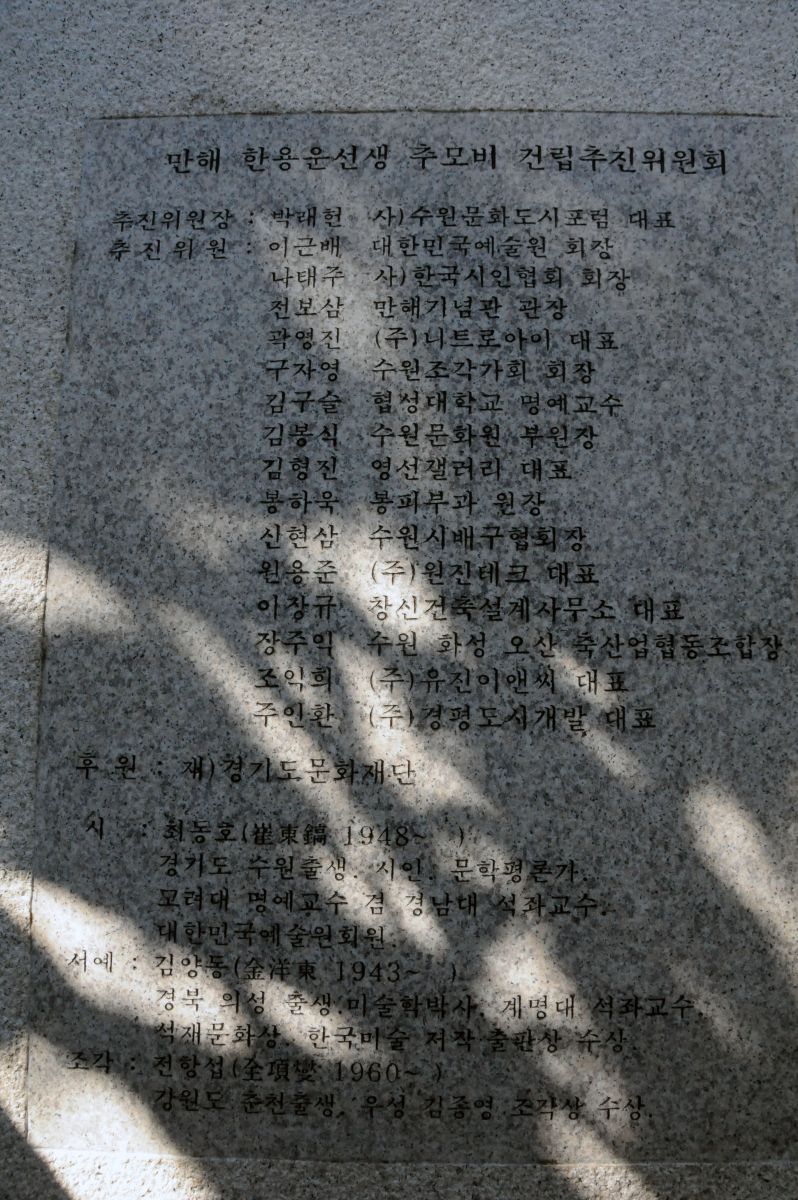 만해 한용운선생 추모비 건립추진위원회
추진위원장 : 박래헌 사)수원문화도시포럼 대표
추 진 위 원 : 이근배 대한민국예술원 회장
나태주 사)한국시인협회 회장
전보삼 만해기념관 관장
곽영진 (주)니트로아이 대표
구자영 수원조각가회 회장
김구슬 협성대학교 명예교수
김봉식 수원문화원 부원장
김형진 영선갤러리 대표
봉하욱 봉피부과 원장
신현삼 수원시배구협회장
원용준 (주)원진테크 대표
이장규 창신건축설계사무소 대표
장주익 수원 화성 오산 축산업협동조합장
조익희 (주)유진이앤씨 대표
주인환 (주)경평도시개발 대표
후 원 : 재)경기도문화재단
시 : 최동호(崔東鎬 1948~ )
경기도 수원출생. 시인. 문학평론가.
고려대 명예교수 겸 경남대 석좌교수.
대한민국예술원회원.
서예 : 김양동(金洋東 1943~ )
경북 의성 출생.미술학박사. 계명대 석좌교수.
석재문화상. 한국미술 저작·출판상 수상.
조각 : 전항섭(全項燮 1960~ )
강원도 춘천출생. 우성 김종영 조각상 수상.